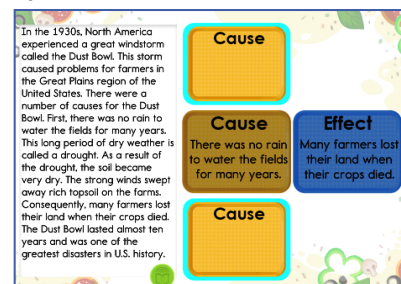 In the 1930s, North America
experienced a great windstorm
called the Dust Bowl. This storm
caused problems for farmers in
the Great Plains region of the
United States. There were a
number of causes for the Dust
Bowl. First, there was no rain to
water the fields for many years.
This long period of dry weather is
called a drought. As a result of
the drought, the soil became
very dry. The strong winds swept
away rich topsoil on the farms.
Consequently, many farmers lost
their land when their crops died.
The Dust Bowl lasted almost ten
years and was one of the
greatest disasters in U.S. history.
Cause
Cause
There was no rain
to water the fields
for many years.
Effect
Many farmers lost
their land when
their crops died.
Cause